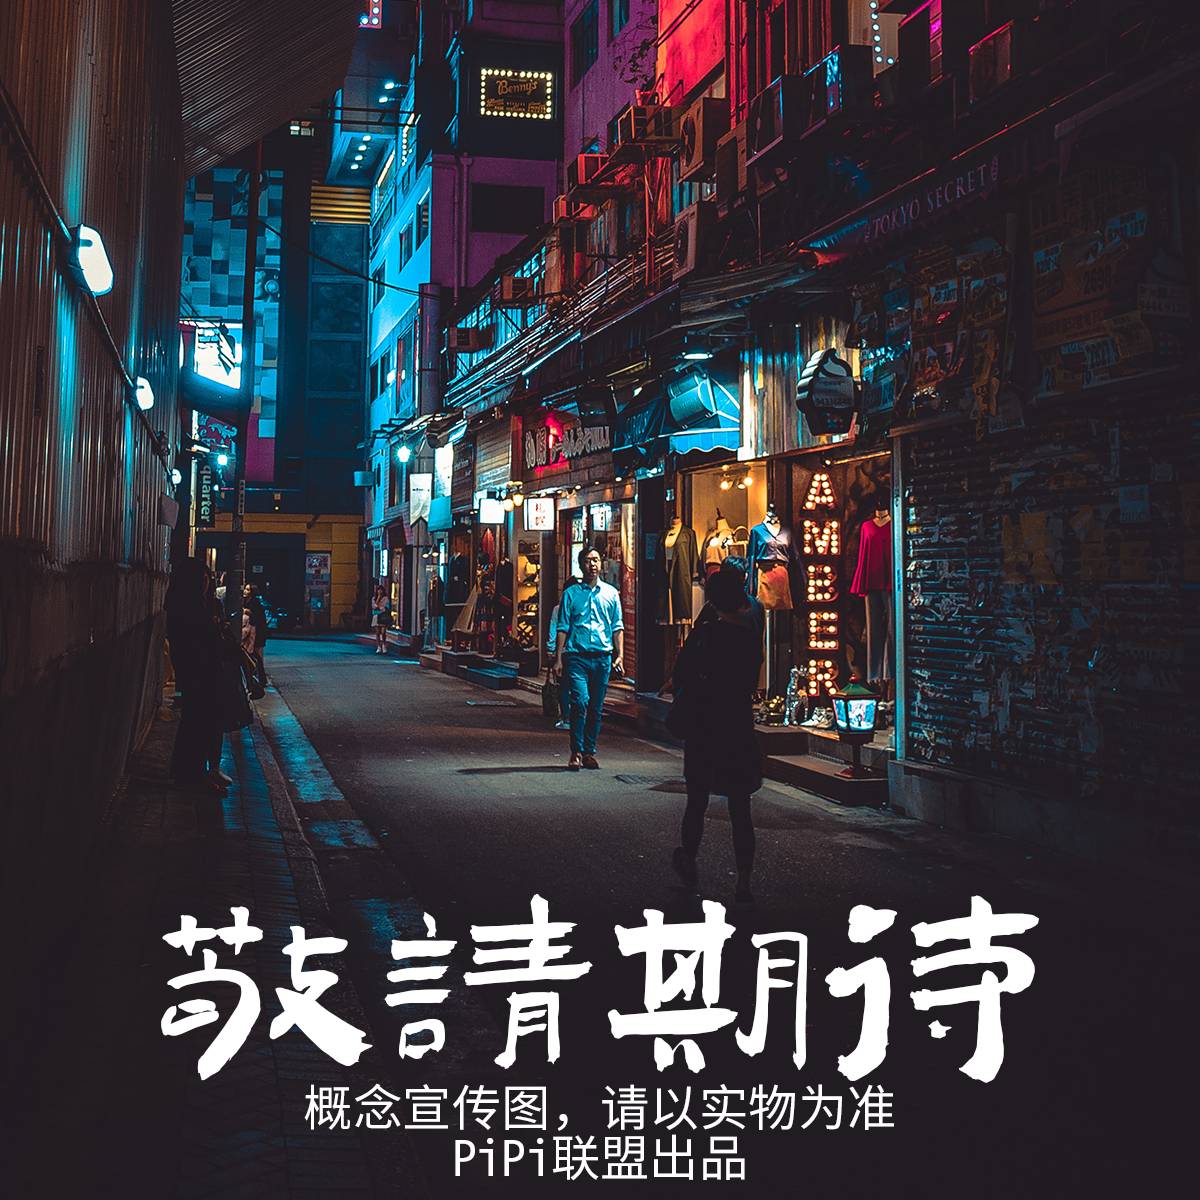 Benny's
TOKYO SECRET
quarter
AMBER
敬請期待
概念宣传图，请以实物为准
PiPi联盟出品